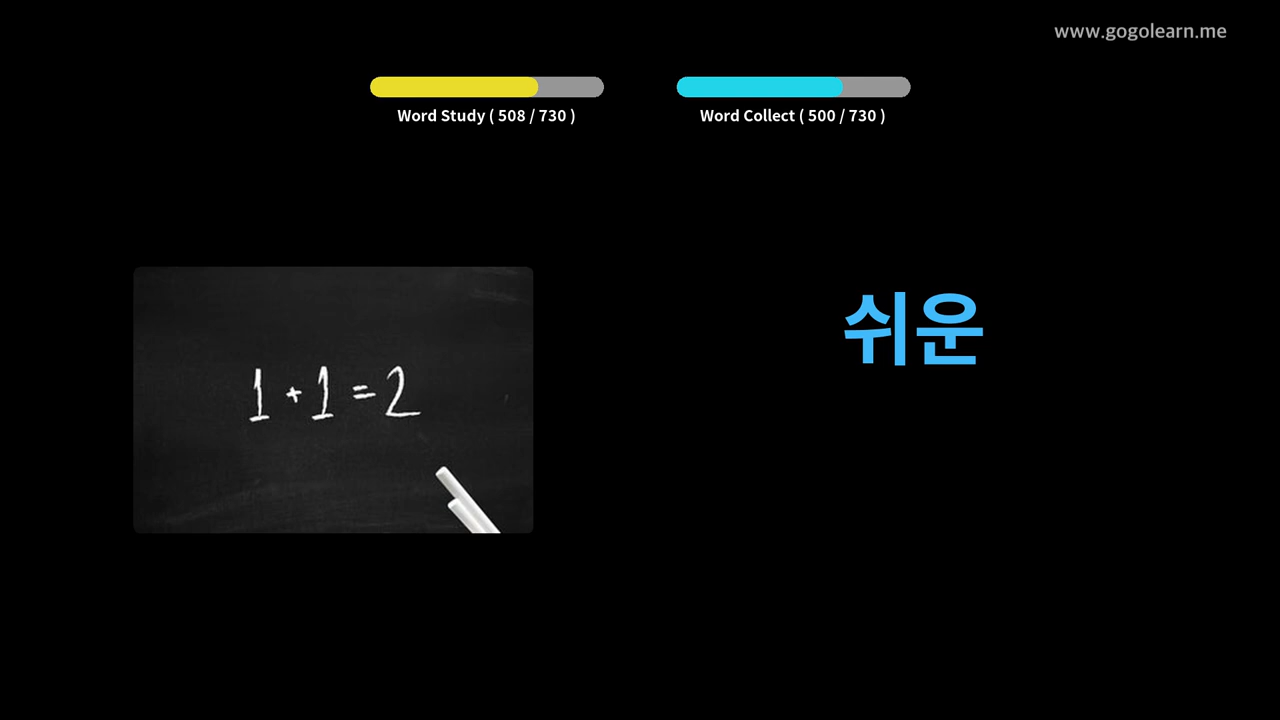 www.gogolearn.me
Word Study ( 508 / 730 )
Word Collect ( 500 / 730 )
쉬운
1 + 1 = 2